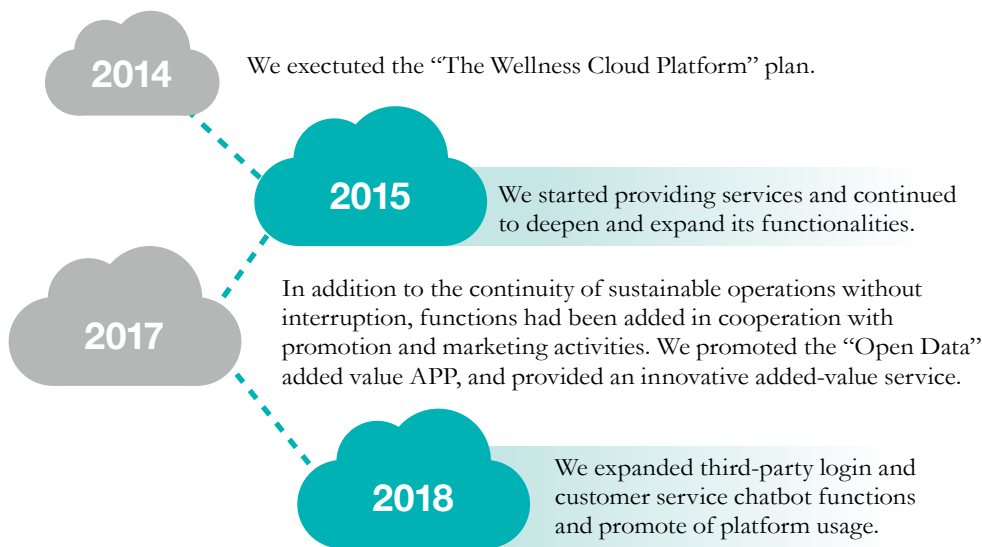 2014
We exectuted the “The Wellness Cloud Platform” plan.
2015
We started providing services and continued
to deepen and expand its functionalities.
2017
In addition to the continuity of sustainable operations without
interruption, functions had been added in cooperation with
promotion and marketing activities. We promoted the “Open Data”
added value APP, and provided an innovative added-value service.
2018
We expanded third-party login and
customer service chatbot functions
and promote of platform usage.